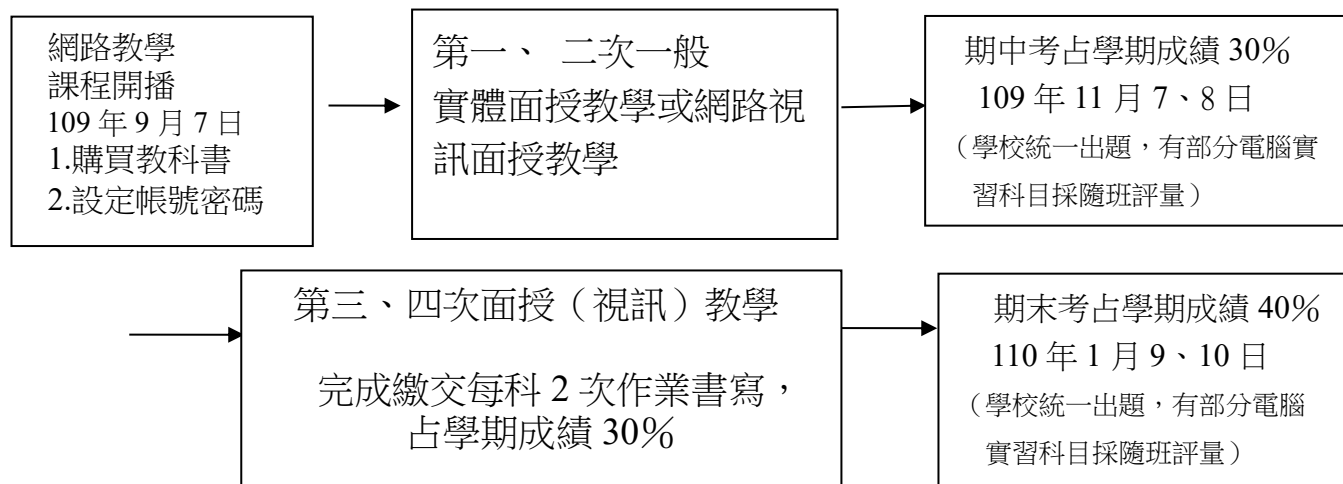 網路教學
課程開播
109 年 9 月 7 日
1.購買教科書
2.設定帳號密碼
第一、 二次一般
實體面授教學或網路視
訊面授教學
期中考占學期成績 30%
109 年 11 月 7、8 日
（學校統一出題，有部分電腦實
習科目採隨班評量）
第三、四次面授（視訊）教學
完成繳交每科 2 次作業書寫，
占學期成績 30%
期末考占學期成績 40%
110 年 1 月 9、10 日
（學校統一出題，有部分電腦
實習科目採隨班評量）